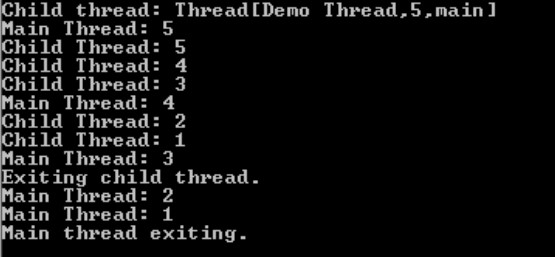 Child thread: Thread[Demo Thread,5,main]
Main Thread: 5
Child Thread: 5
Child Thread: 4
Child Thread: 3
Main Thread: 4
Child Thread: 2
Child Thread: 1
Main Thread: 3
Exiting child thread.
Main Thread: 2
Main Thread: 1
Main thread exiting.